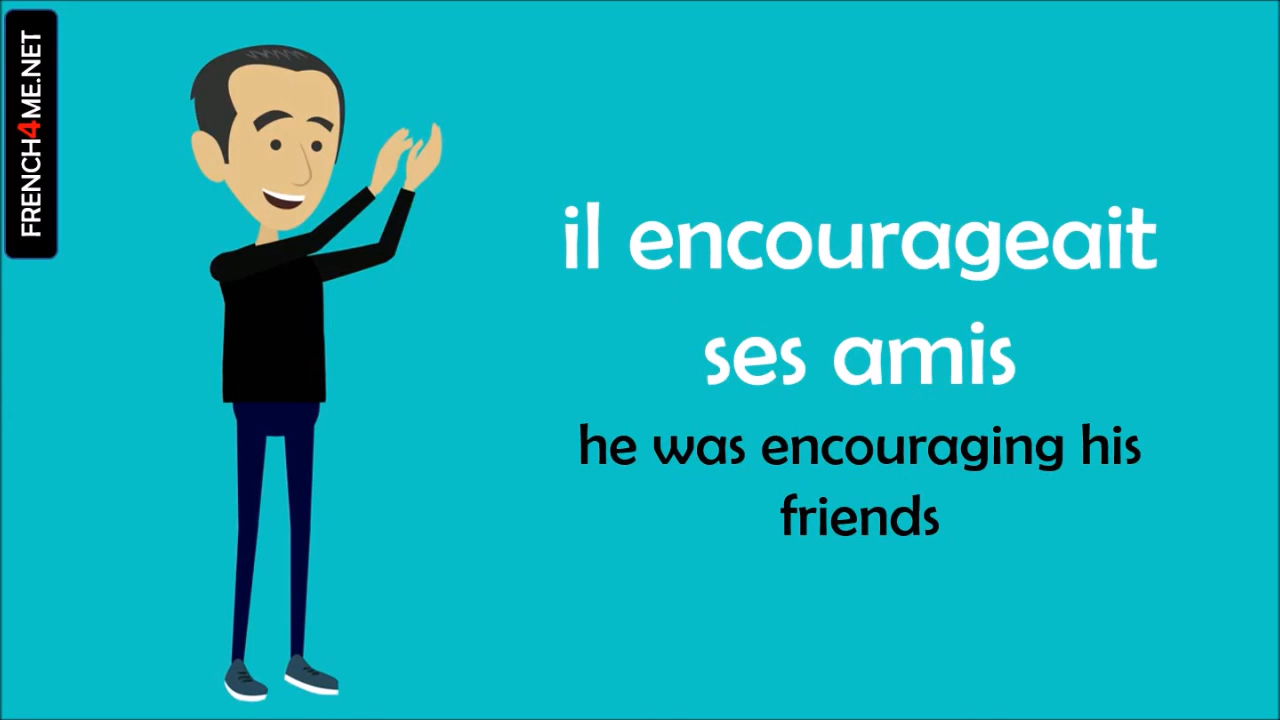 FRENCH4ME.NET
il encourageait
ses amis
he was encouraging his
friends